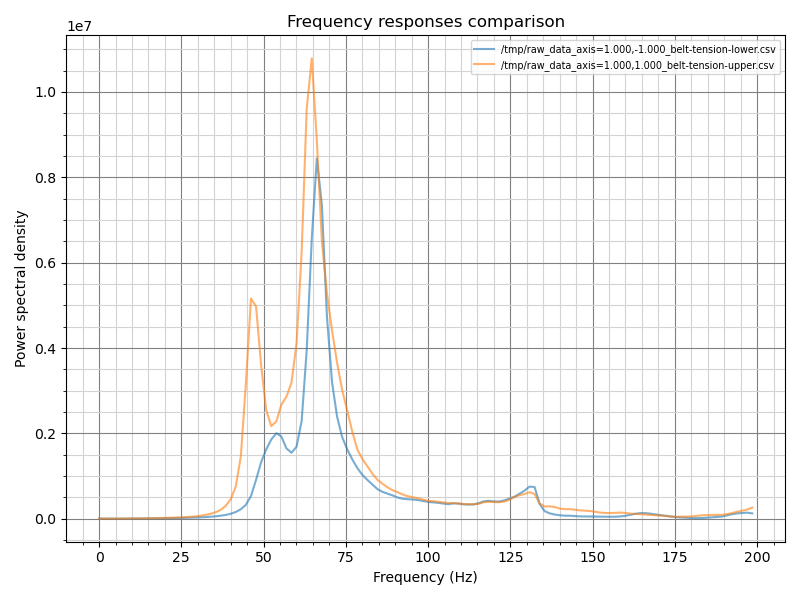 Frequency responses comparison
1e7
/tmp/raw_data_axis=1.000,-1.000_belt-tension-lower.csv
/tmp/raw_data_axis=1.000,1.000_belt-tension-upper.csv
1.0
0.8
0.6
0.4
0.2
0.0
Power spectral density
0 25 50 75 100 125 150 175 200
Frequency (Hz)